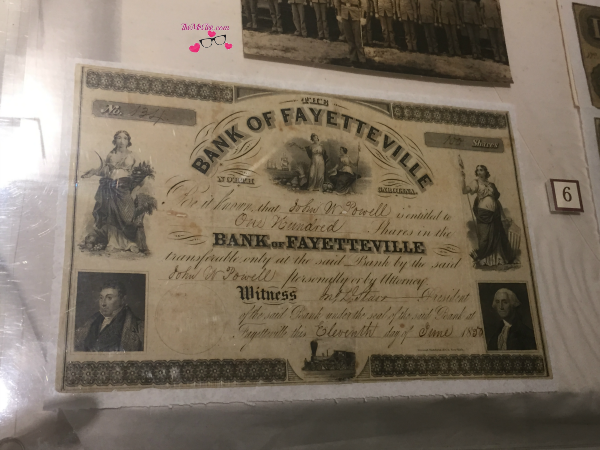 No.
Shares
THE
BANK OF FAYETTEVILLE
NORTH CAROLINA.
Be it known that John W Powell is entitled to
One Hundred Shares in the
BANK OF FAYETTEVILLE
transferable only at the said Bank by the said
John W Powell personally or by Attorney
Witness President
of the said Bank under the seal of the said Bank at
Fayetteville this Eleventh day of June
6